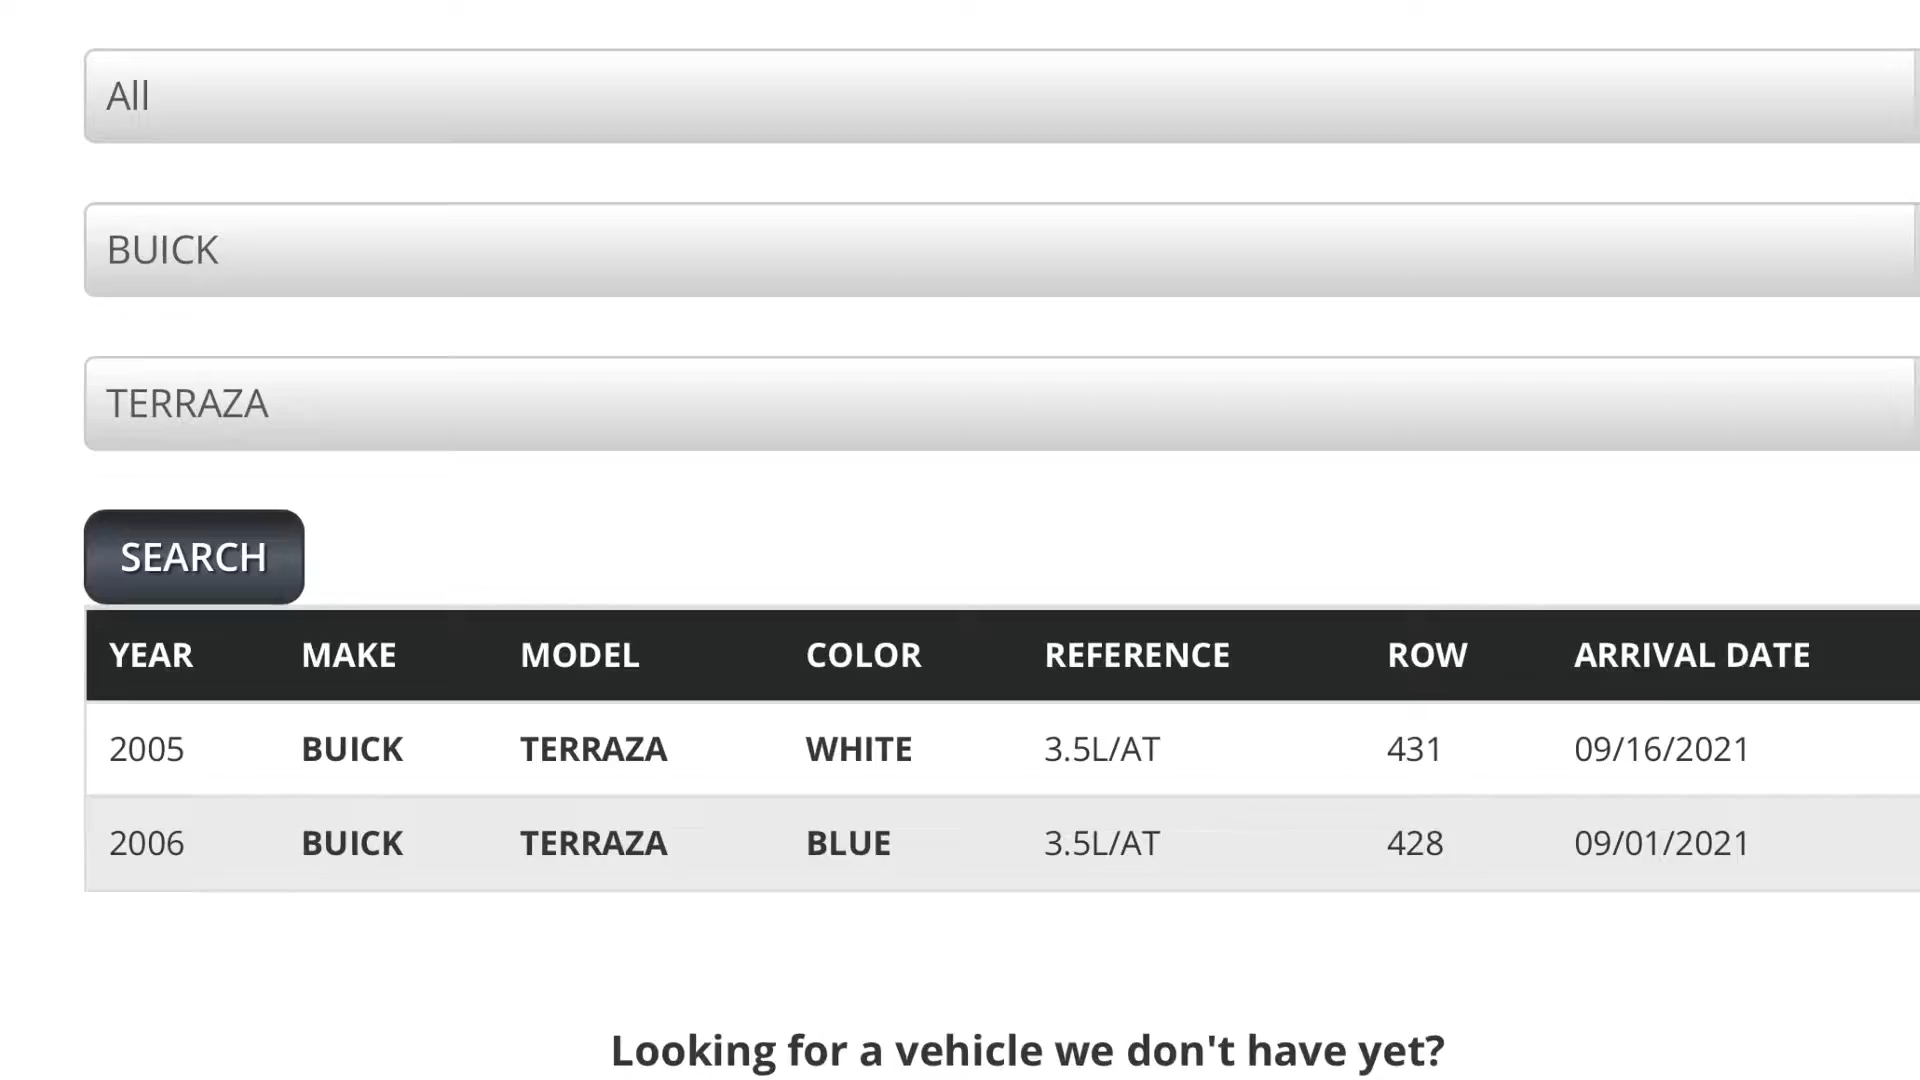 All
BUICK
TERRAZA
SEARCH
YEAR MAKE MODEL COLOR REFERENCE ROW ARRIVAL DATE
2005 BUICK TERRAZA WHITE 3.5L/AT 431 09/16/2021
2006 BUICK TERRAZA BLUE 3.5L/AT 428 09/01/2021
Looking for a vehicle we don't have yet?